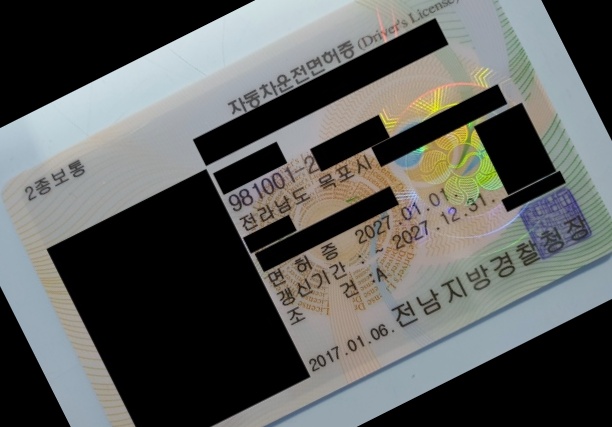 자동차운전면허증 (Driver's License)
2종보통
981001-2
전라남도 목포시
면 허 증 2027.01.01.
갱신기간 : ~ 2027.12.31.
조 건 :A
2017.01.06. 전남지방경찰청장